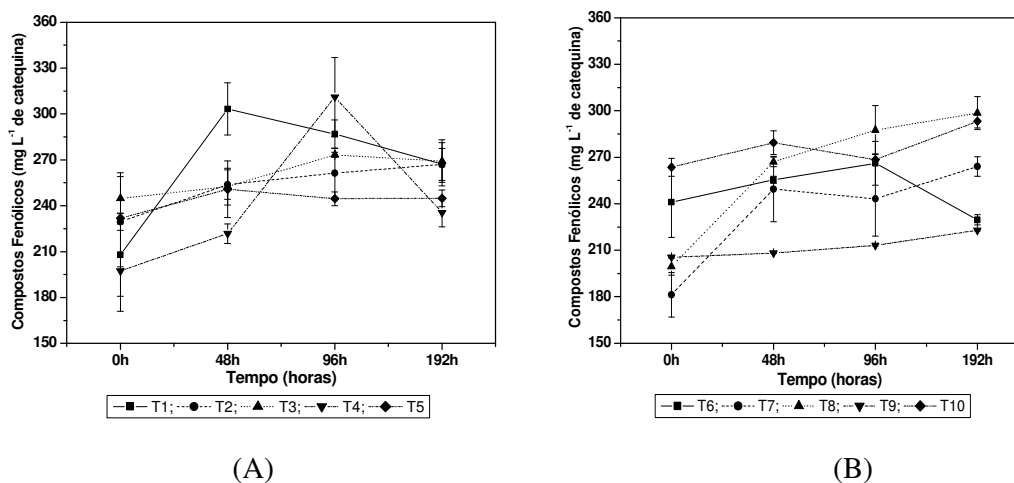 360
330
300
270
240
210
180
150
Compostos Fenólicos (mg L⁻¹ de catequina)
0h 48h 96h 192h
Tempo (horas)
T1; T2; T3; T4; T5
(A)
360
330
300
270
240
210
180
150
Compostos Fenólicos (mg L⁻¹ de catequina)
0h 48h 96h 192h
Tempo (horas)
T6; T7; T8; T9; T10
(B)